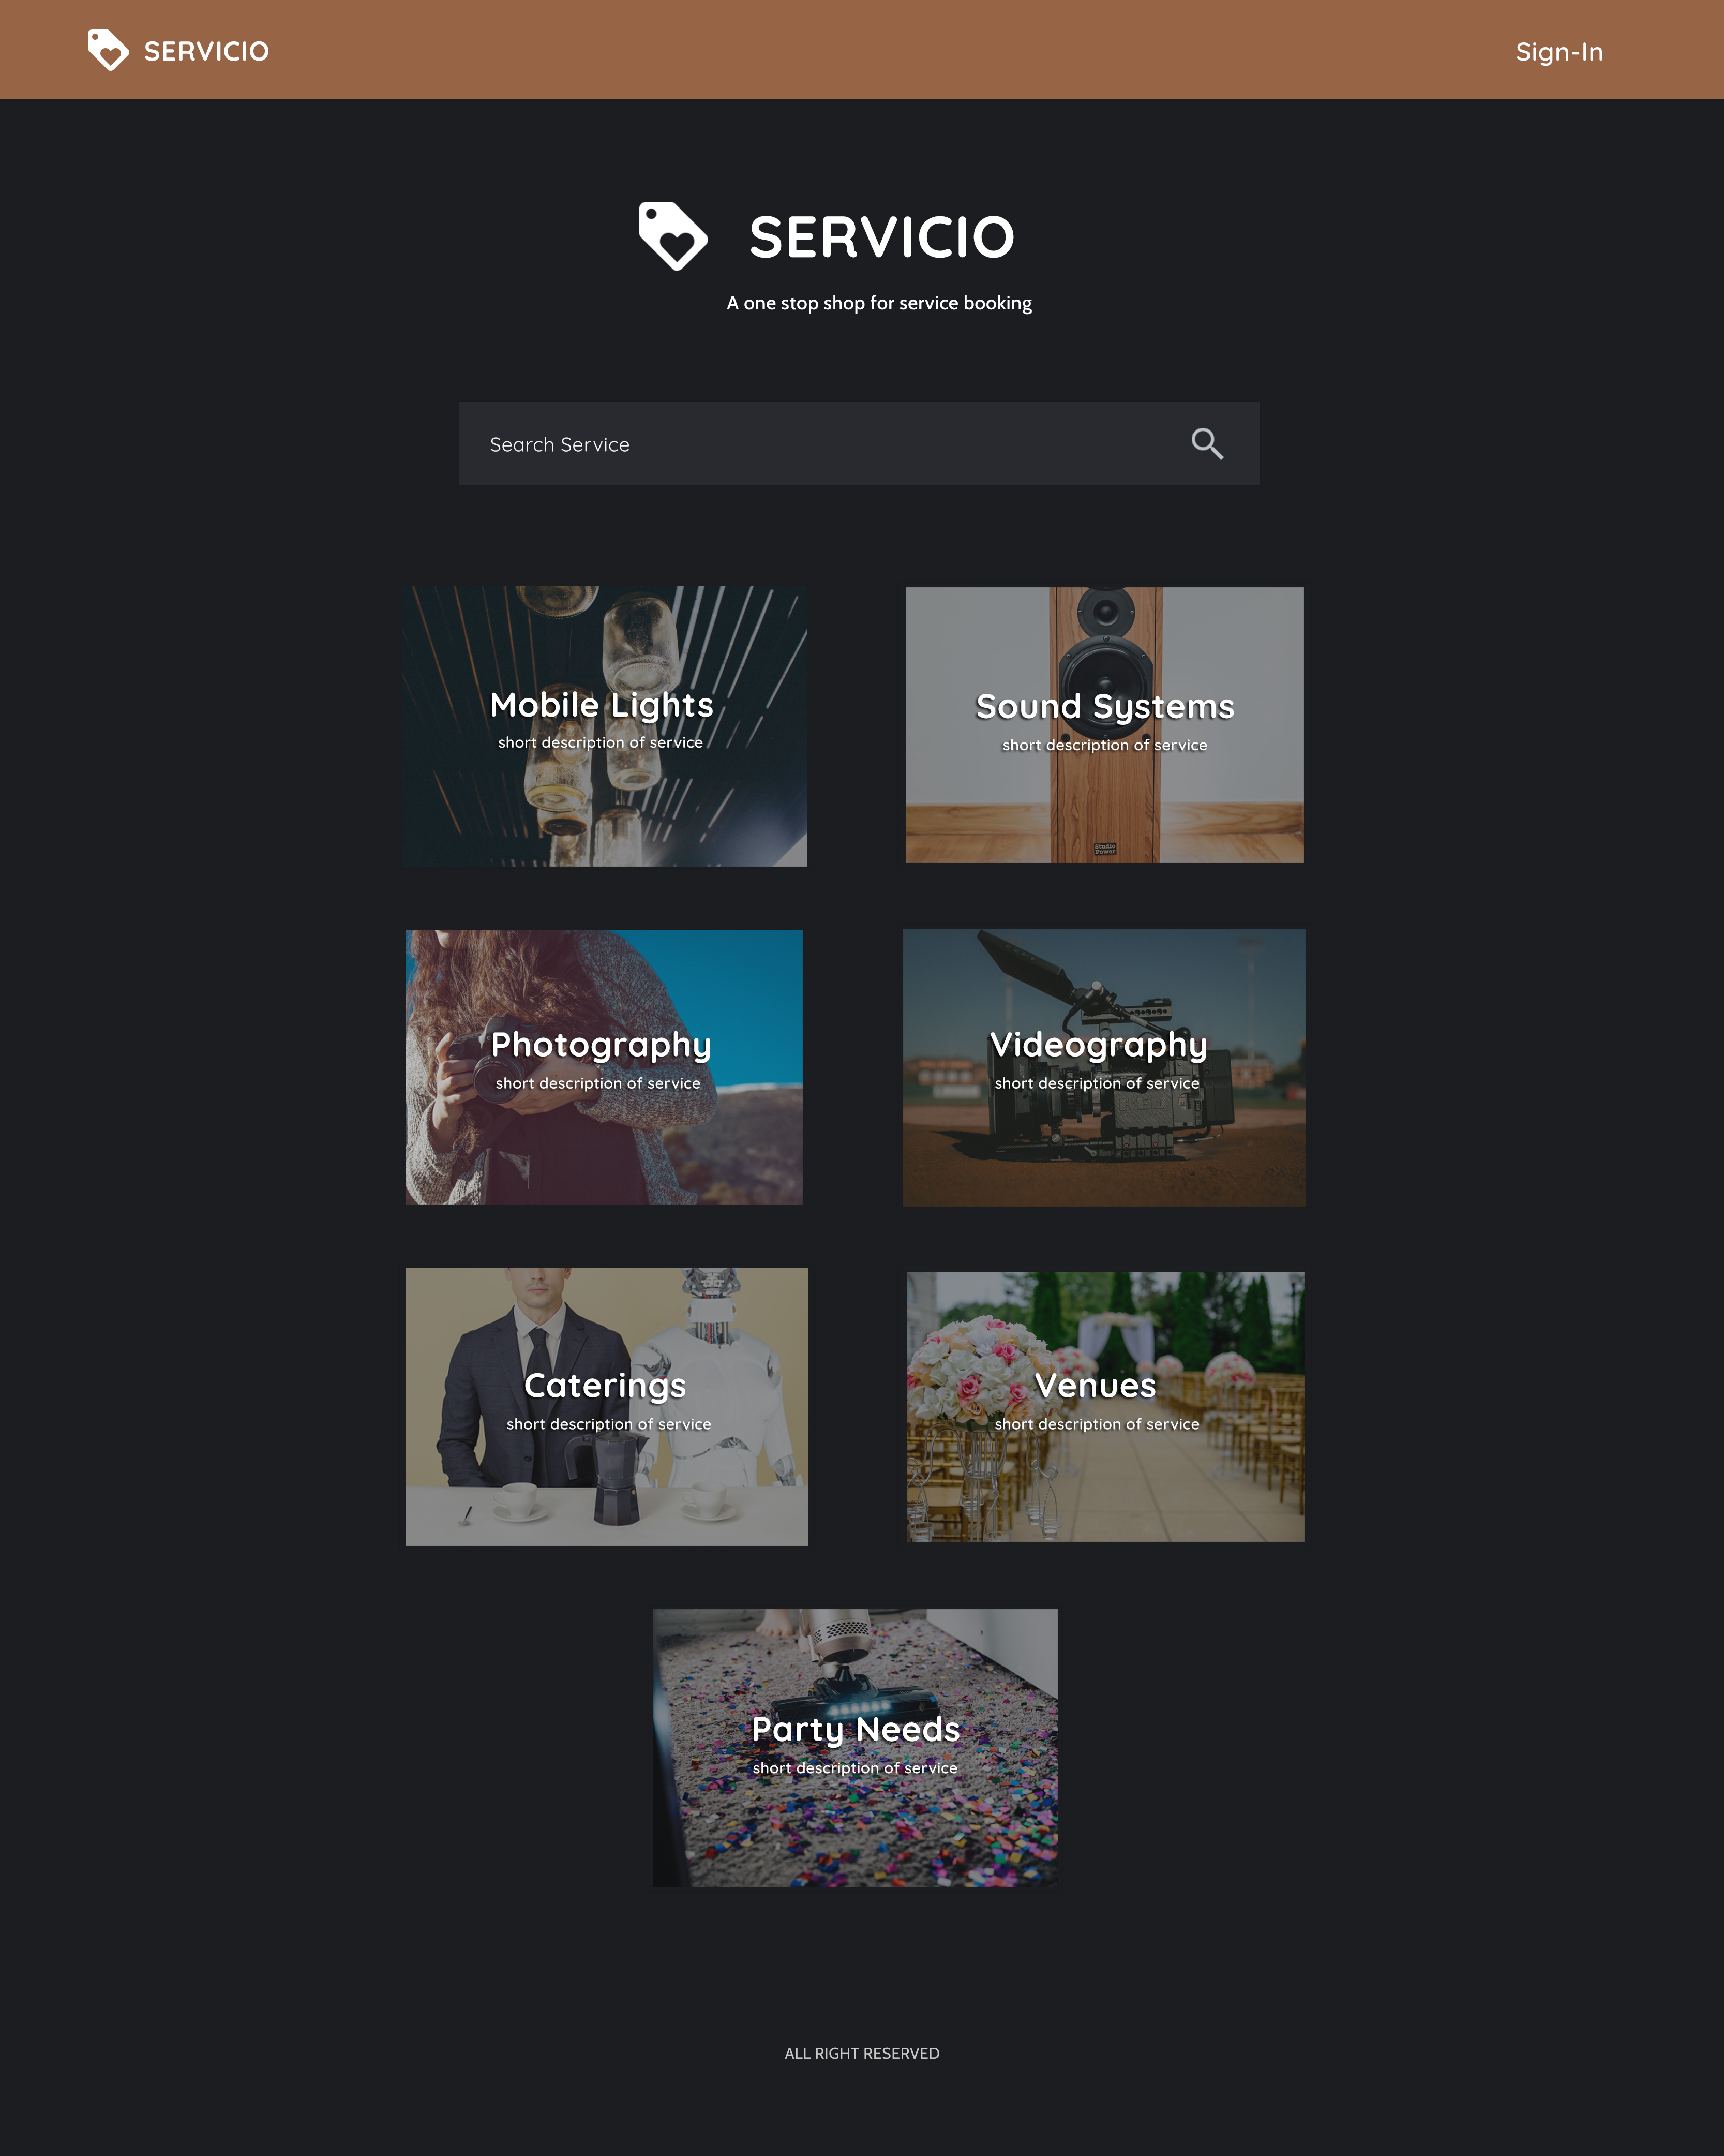 SERVICIO
Sign-In
SERVICIO
A one stop shop for service booking
Search Service
Mobile Lights
short description of service
Sound Systems
short description of service
Studio
Power
Photography
short description of service
Videography
short description of service
RED
Caterings
short description of service
Venues
short description of service
Party Needs
short description of service
ALL RIGHT RESERVED